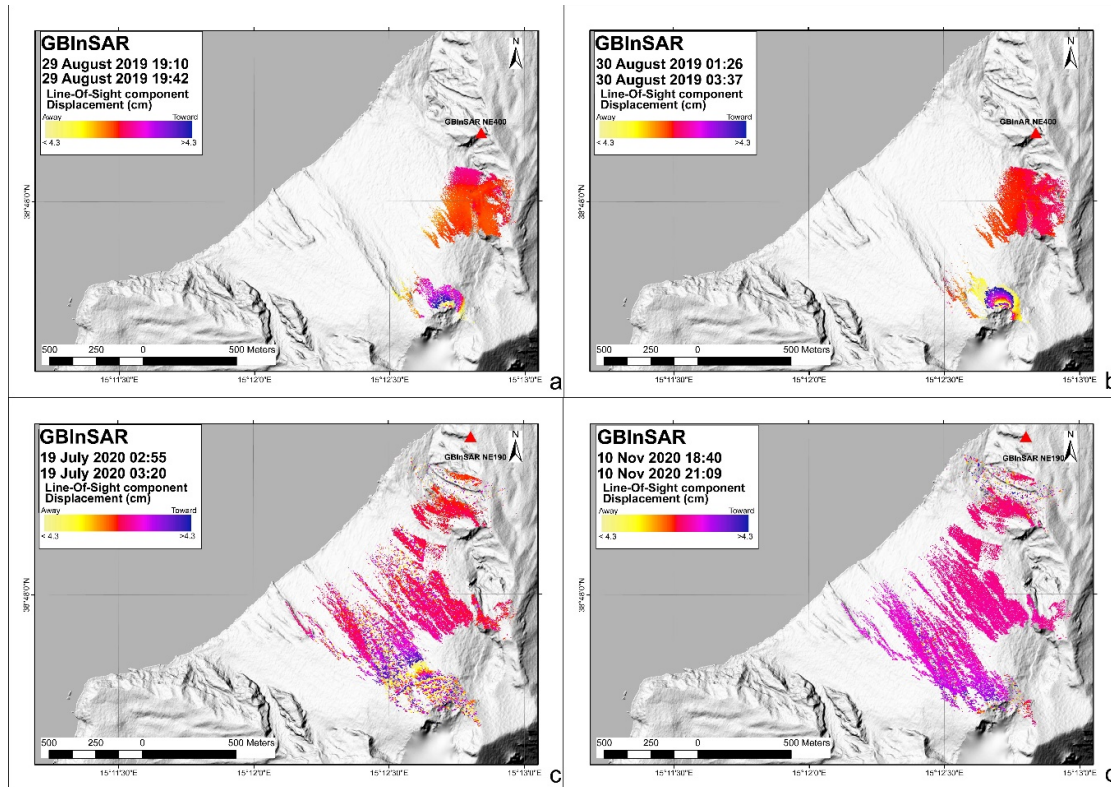 GBInSAR
29 August 2019 19:10
29 August 2019 19:42
Line-Of-Sight component
Displacement (cm)
Away Toward
< 4.3 >4.3
N
GBInSAR NE400
38°48'0"N
500 250 0 500 Meters
15°11'30"E 15°12'0"E 15°12'30"E 15°13'0"E
a
GBInSAR
30 August 2019 01:26
30 August 2019 03:37
Line-Of-Sight component
Displacement (cm)
Away Toward
< 4.3 >4.3
N
GBInAR NE400
38°48'0"N
500 250 0 500 Meters
15°11'30"E 15°12'0"E 15°12'30"E 15°13'0"E
b
GBInSAR
19 July 2020 02:55
19 July 2020 03:20
Line-Of-Sight component
Displacement (cm)
Away Toward
< 4.3 >4.3
N
GBInSAR NE190
38°48'0"N
500 250 0 500 Meters
15°11'30"E 15°12'0"E 15°12'30"E 15°13'0"E
c
GBInSAR
10 Nov 2020 18:40
10 Nov 2020 21:09
Line-Of-Sight component
Displacement (cm)
Away Toward
< 4.3 >4.3
N
GBInSAR NE190
38°48'0"N
500 250 0 500 Meters
15°11'30"E 15°12'0"E 15°12'30"E 15°13'0"E